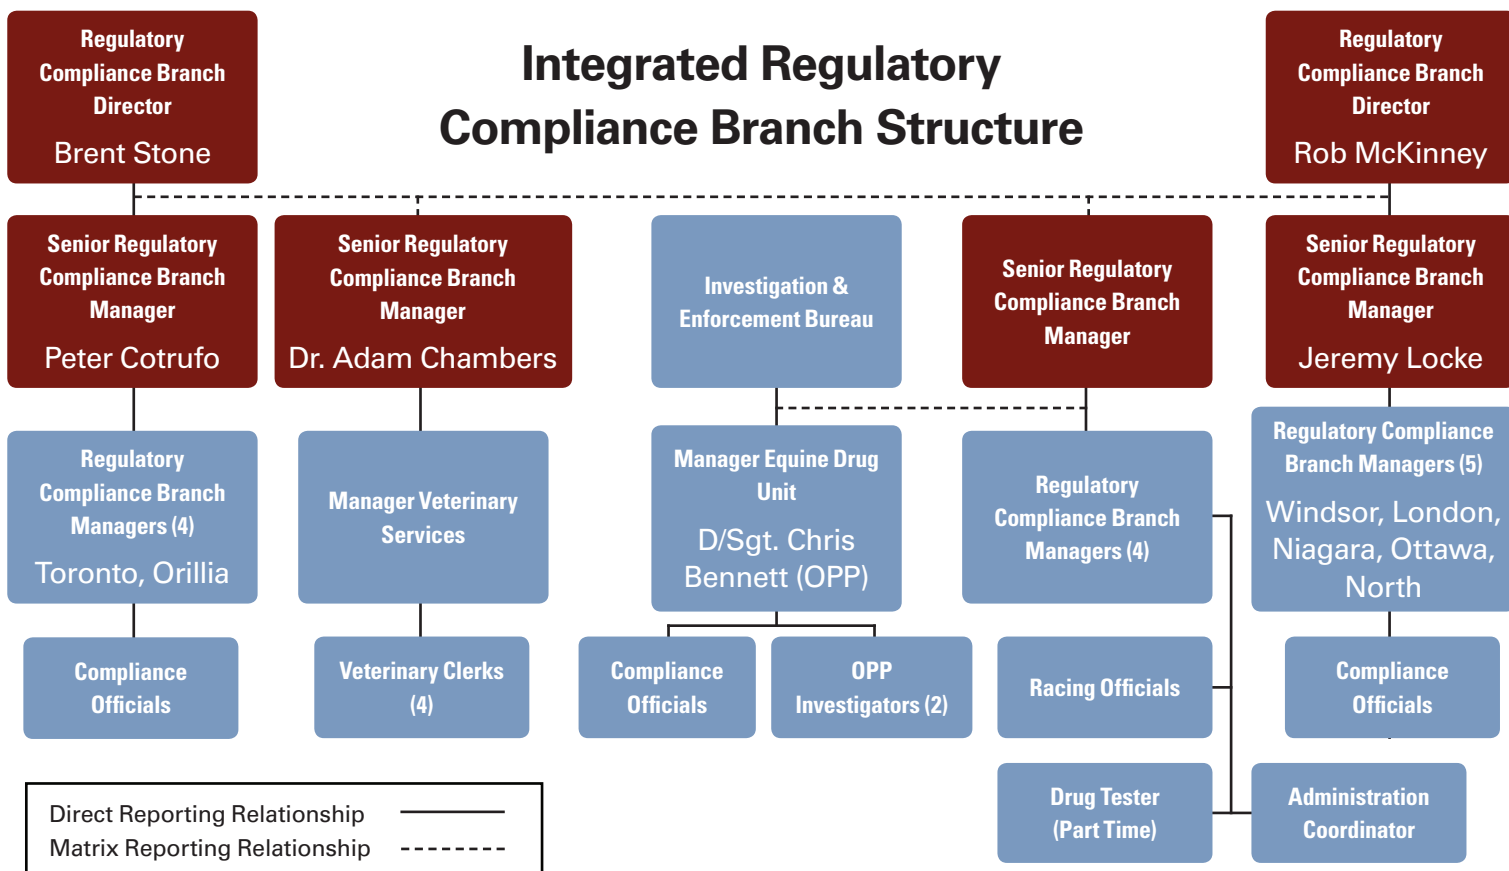 Regulatory
Compliance Branch
Director
Brent Stone
Integrated Regulatory
Compliance Branch Structure
Regulatory
Compliance Branch
Director
Rob McKinney
Senior Regulatory
Compliance Branch
Manager
Peter Cotrufo
Senior Regulatory
Compliance Branch
Manager
Dr. Adam Chambers
Investigation &
Enforcement Bureau
Senior Regulatory
Compliance Branch
Manager
Senior Regulatory
Compliance Branch
Manager
Jeremy Locke
Regulatory
Compliance Branch
Managers (4)
Toronto, Orillia
Manager Veterinary
Services
Manager Equine Drug
Unit
D/Sgt. Chris
Bennett (OPP)
Regulatory
Compliance Branch
Managers (4)
Regulatory Compliance
Branch Managers (5)
Windsor, London,
Niagara, Ottawa,
North
Compliance
Officials
Veterinary Clerks
(4)
Compliance
Officials
OPP
Investigators (2)
Racing Officials
Compliance
Officials
Drug Tester
(Part Time)
Administration
Coordinator
Direct Reporting Relationship
Matrix Reporting Relationship